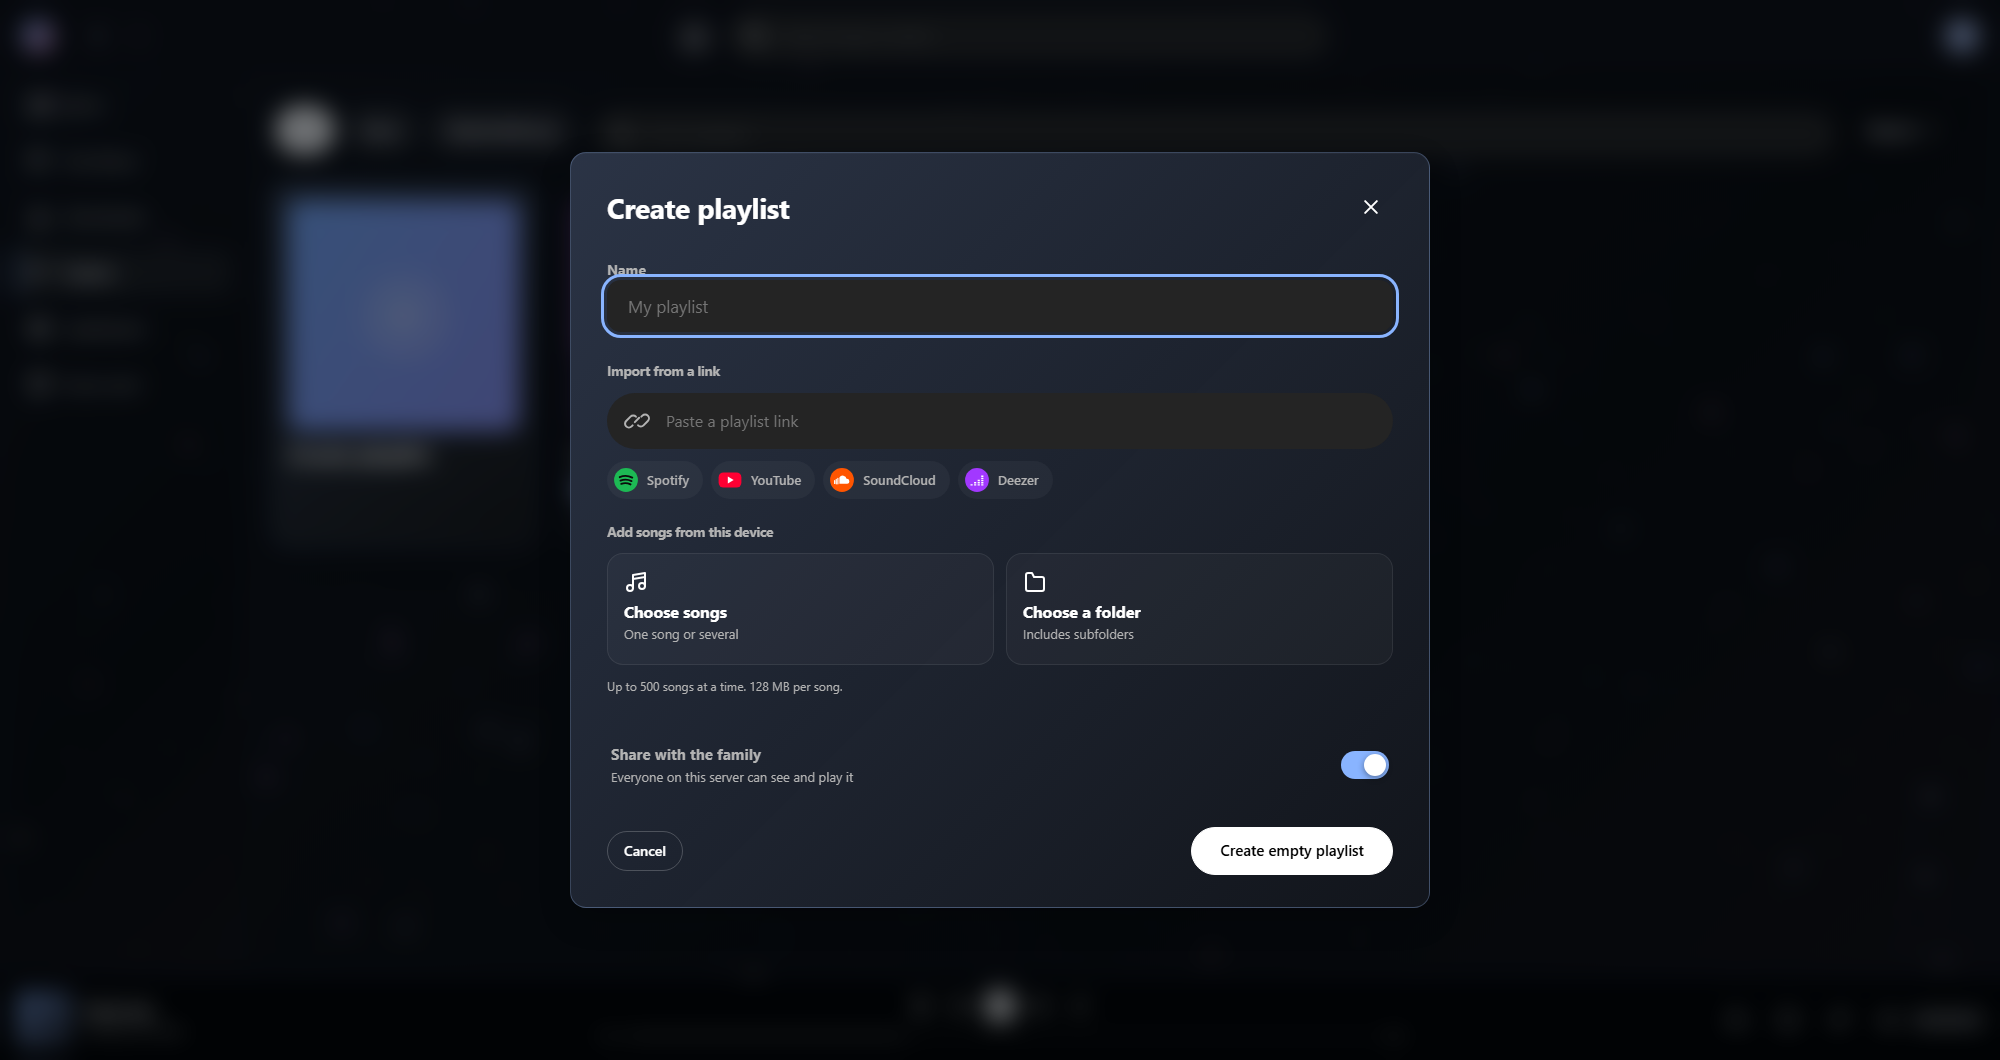 Create playlist
Name
My playlist
Import from a link
Paste a playlist link
Spotify
YouTube
SoundCloud
Deezer
Add songs from this device
Choose songs
One song or several
Choose a folder
Includes subfolders
Up to 500 songs at a time. 128 MB per song.
Share with the family
Everyone on this server can see and play it
Cancel
Create empty playlist